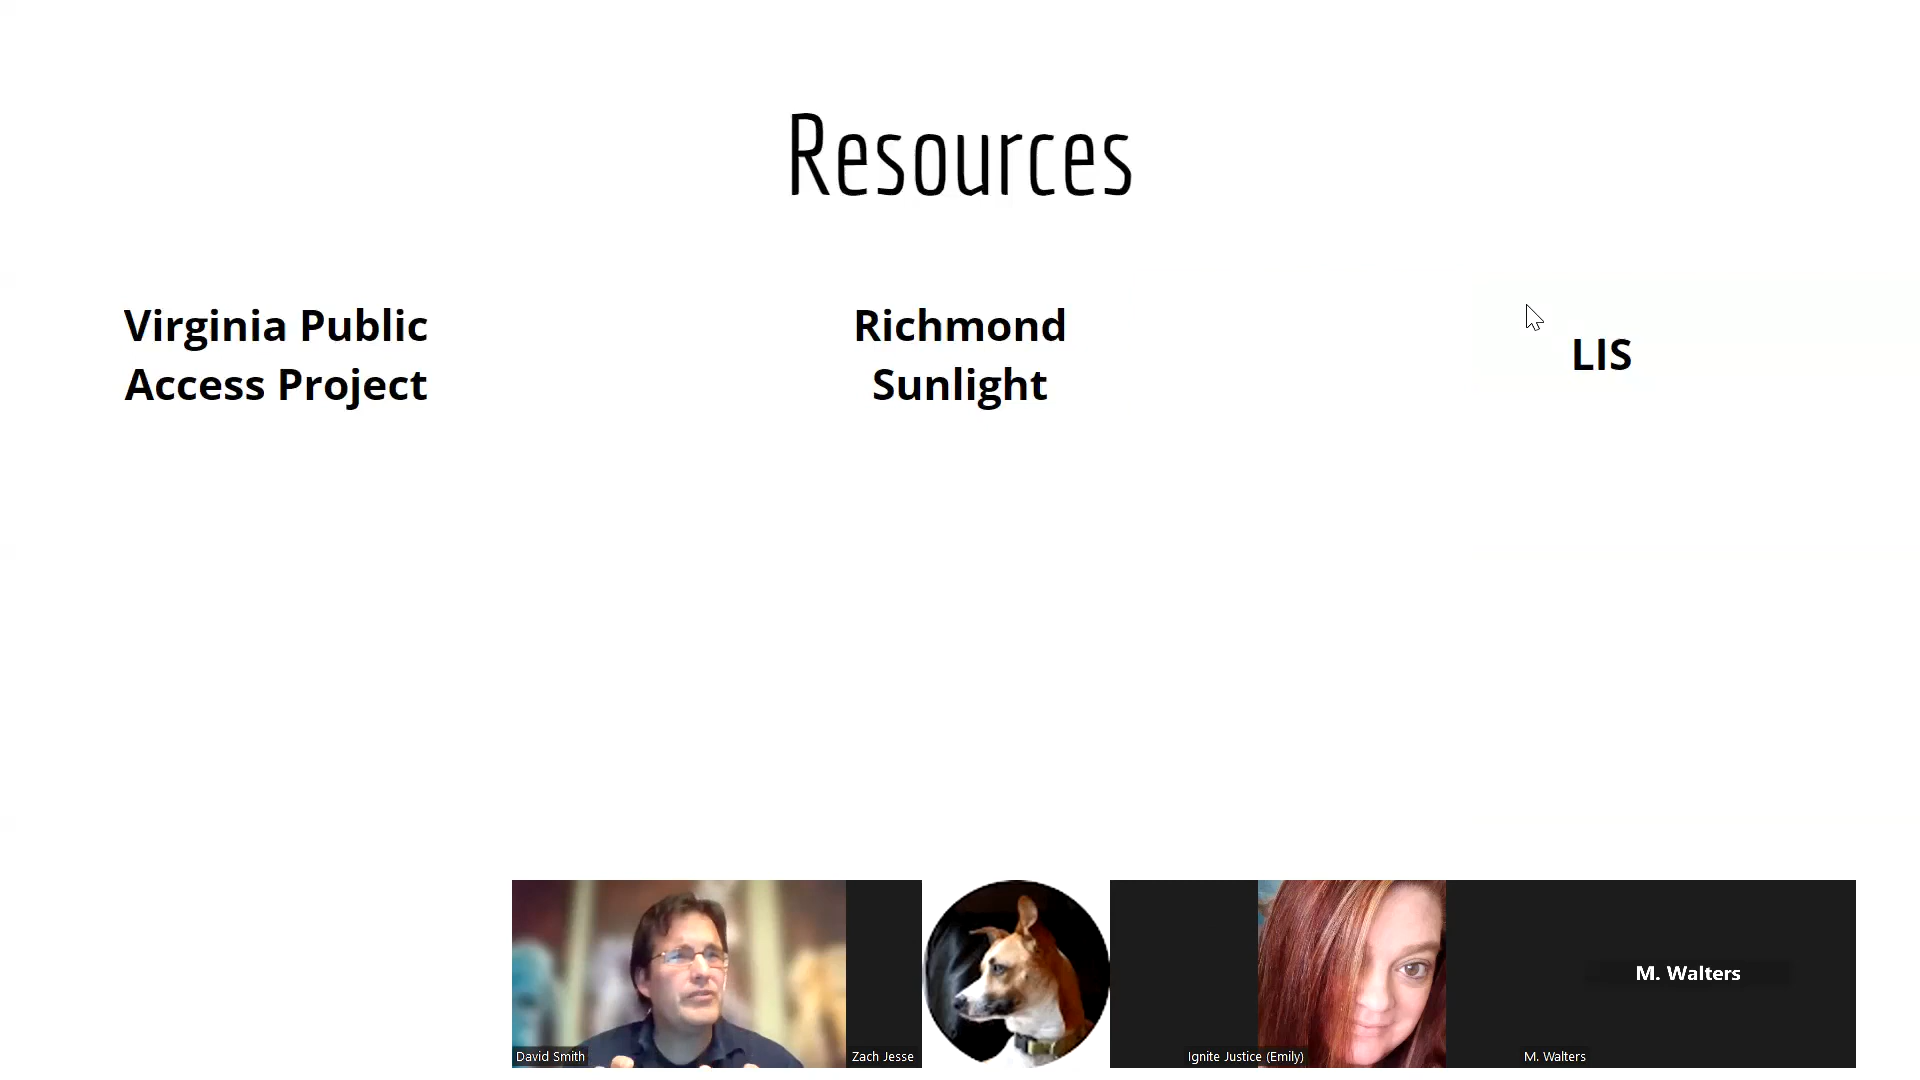 Resources
Virginia Public
Access Project
Richmond
Sunlight
LIS
M. Walters
David Smith
Zach Jesse
Ignite Justice (Emily)
M. Walters